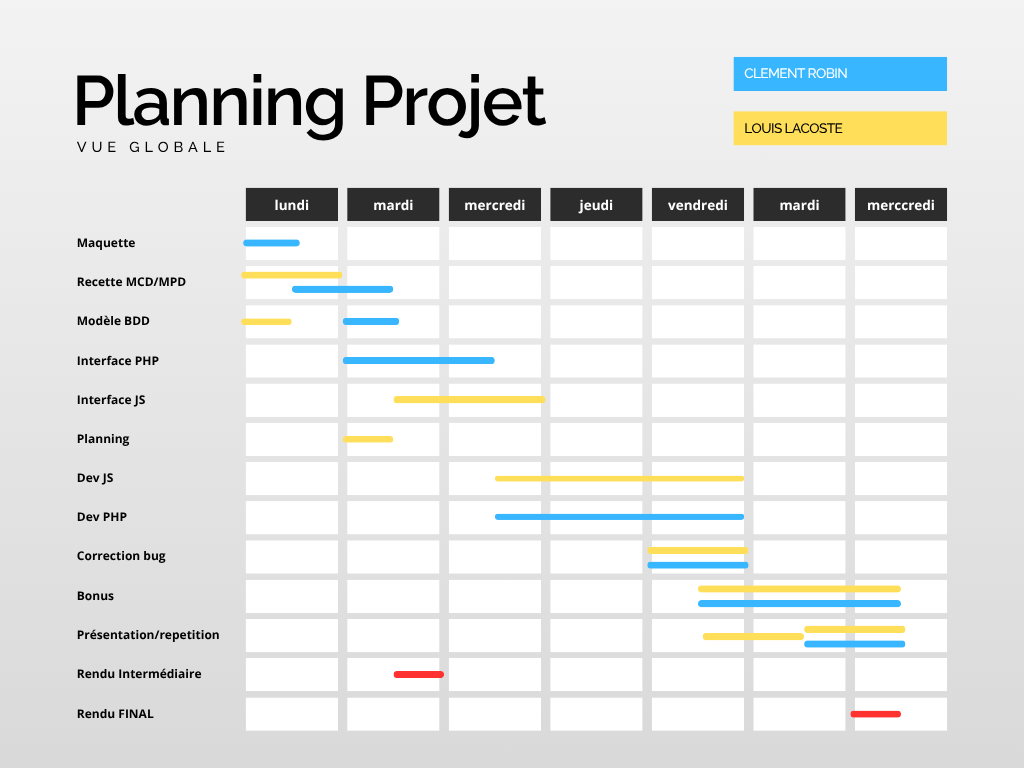 Planning Projet
VUE GLOBALE
CLEMENT ROBIN
LOUIS LACOSTE
lundi mardi mercredi jeudi vendredi mardi merccredi
Maquette
Recette MCD/MPD
Modèle BDD
Interface PHP
Interface JS
Planning
Dev JS
Dev PHP
Correction bug
Bonus
Présentation/repetition
Rendu Intermédiaire
Rendu FINAL